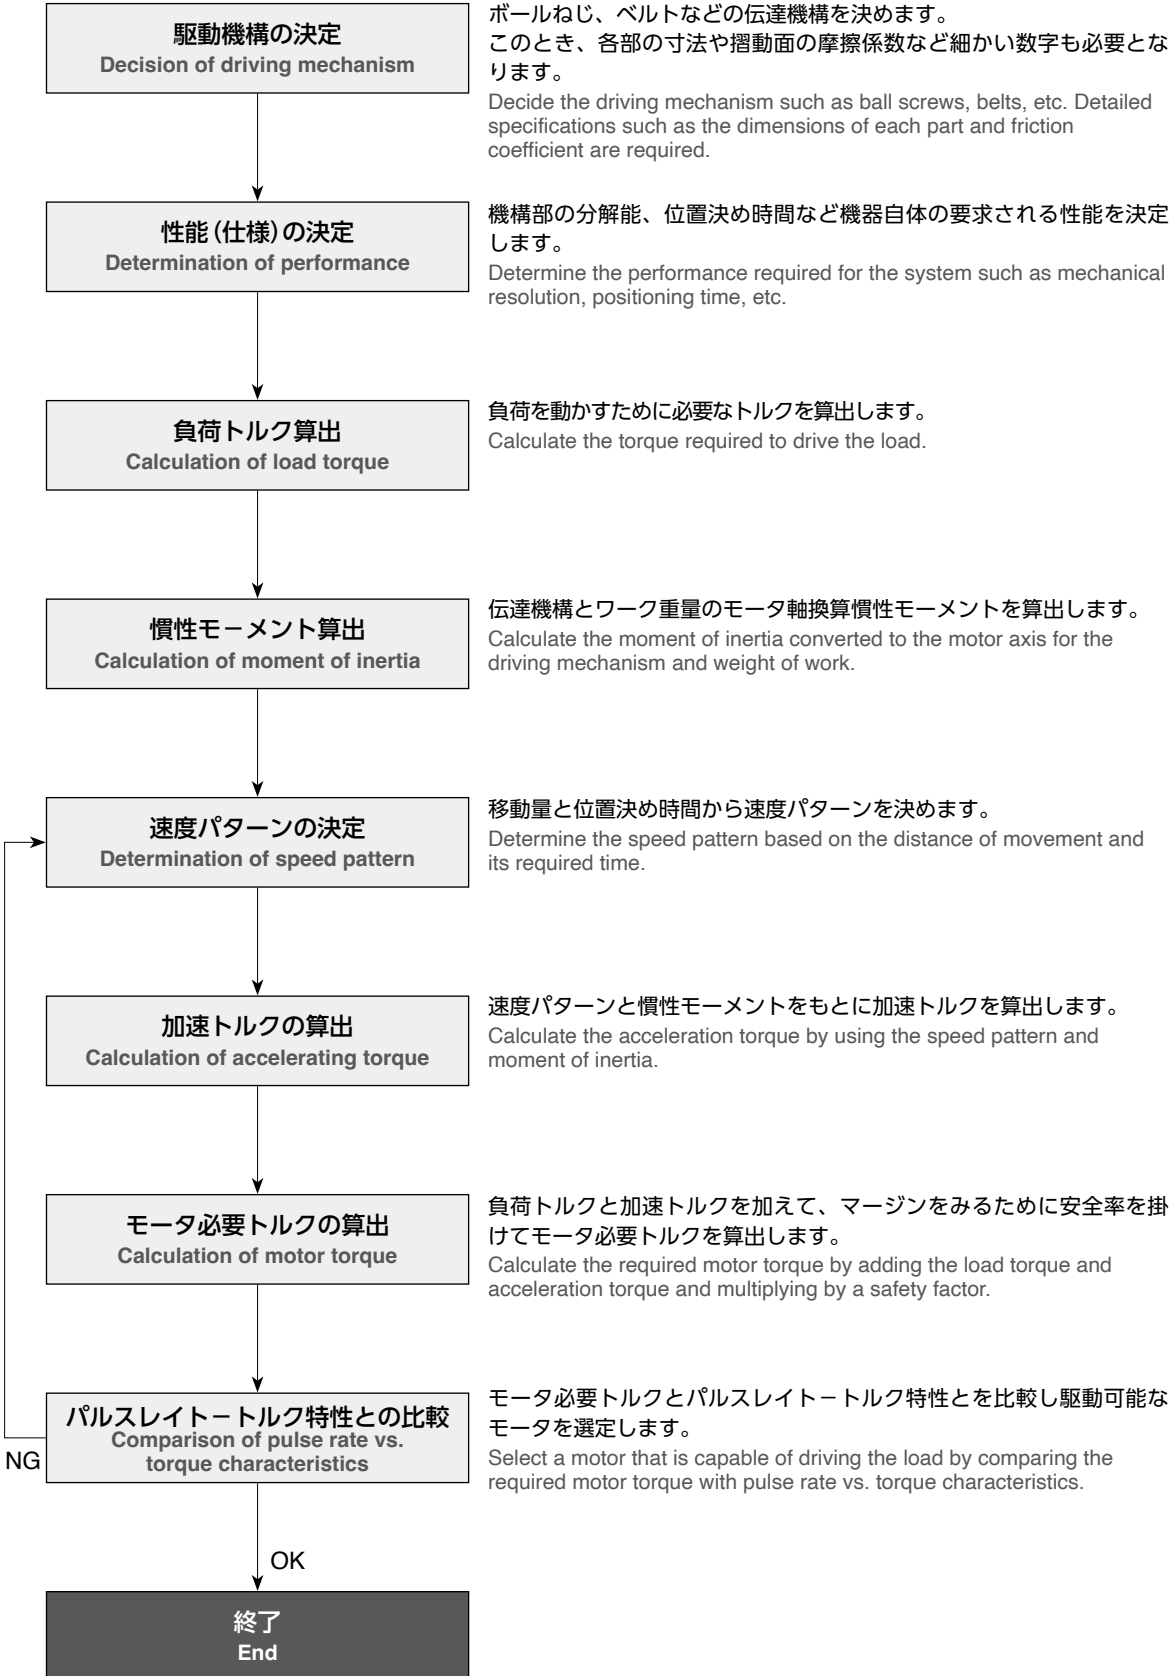 駆動機構の決定
Decision of driving mechanism
ボールねじ、ベルトなどの伝達機構を決めます。
このとき、各部の寸法や摺動面の摩擦係数など細かい数字も必要とな
ります。
Decide the driving mechanism such as ball screws, belts, etc. Detailed
specifications such as the dimensions of each part and friction
coefficient are required.
性能(仕様)の決定
Determination of performance
機構部の分解能、位置決め時間など機器自体の要求される性能を決定
します。
Determine the performance required for the system such as mechanical
resolution, positioning time, etc.
負荷トルク算出
Calculation of load torque
負荷を動かすために必要なトルクを算出します。
Calculate the torque required to drive the load.
慣性モーメント算出
Calculation of moment of inertia
伝達機構とワーク重量のモータ軸換算慣性モーメントを算出します。
Calculate the moment of inertia converted to the motor axis for the
driving mechanism and weight of work.
速度パターンの決定
Determination of speed pattern
移動量と位置決め時間から速度パターンを決めます。
Determine the speed pattern based on the distance of movement and
its required time.
加速トルクの算出
Calculation of accelerating torque
速度パターンと慣性モーメントをもとに加速トルクを算出します。
Calculate the acceleration torque by using the speed pattern and
moment of inertia.
モータ必要トルクの算出
Calculation of motor torque
負荷トルクと加速トルクを加えて、マージンをみるために安全率を掛
けてモータ必要トルクを算出します。
Calculate the required motor torque by adding the load torque and
acceleration torque and multiplying by a safety factor.
パルスレイトートルク特性との比較
Comparison of pulse rate vs.
torque characteristics
NG
モータ必要トルクとパルスレイトートルク特性とを比較し駆動可能な
モータを選定します。
Select a motor that is capable of driving the load by comparing the
required motor torque with pulse rate vs. torque characteristics.
OK
終了
End